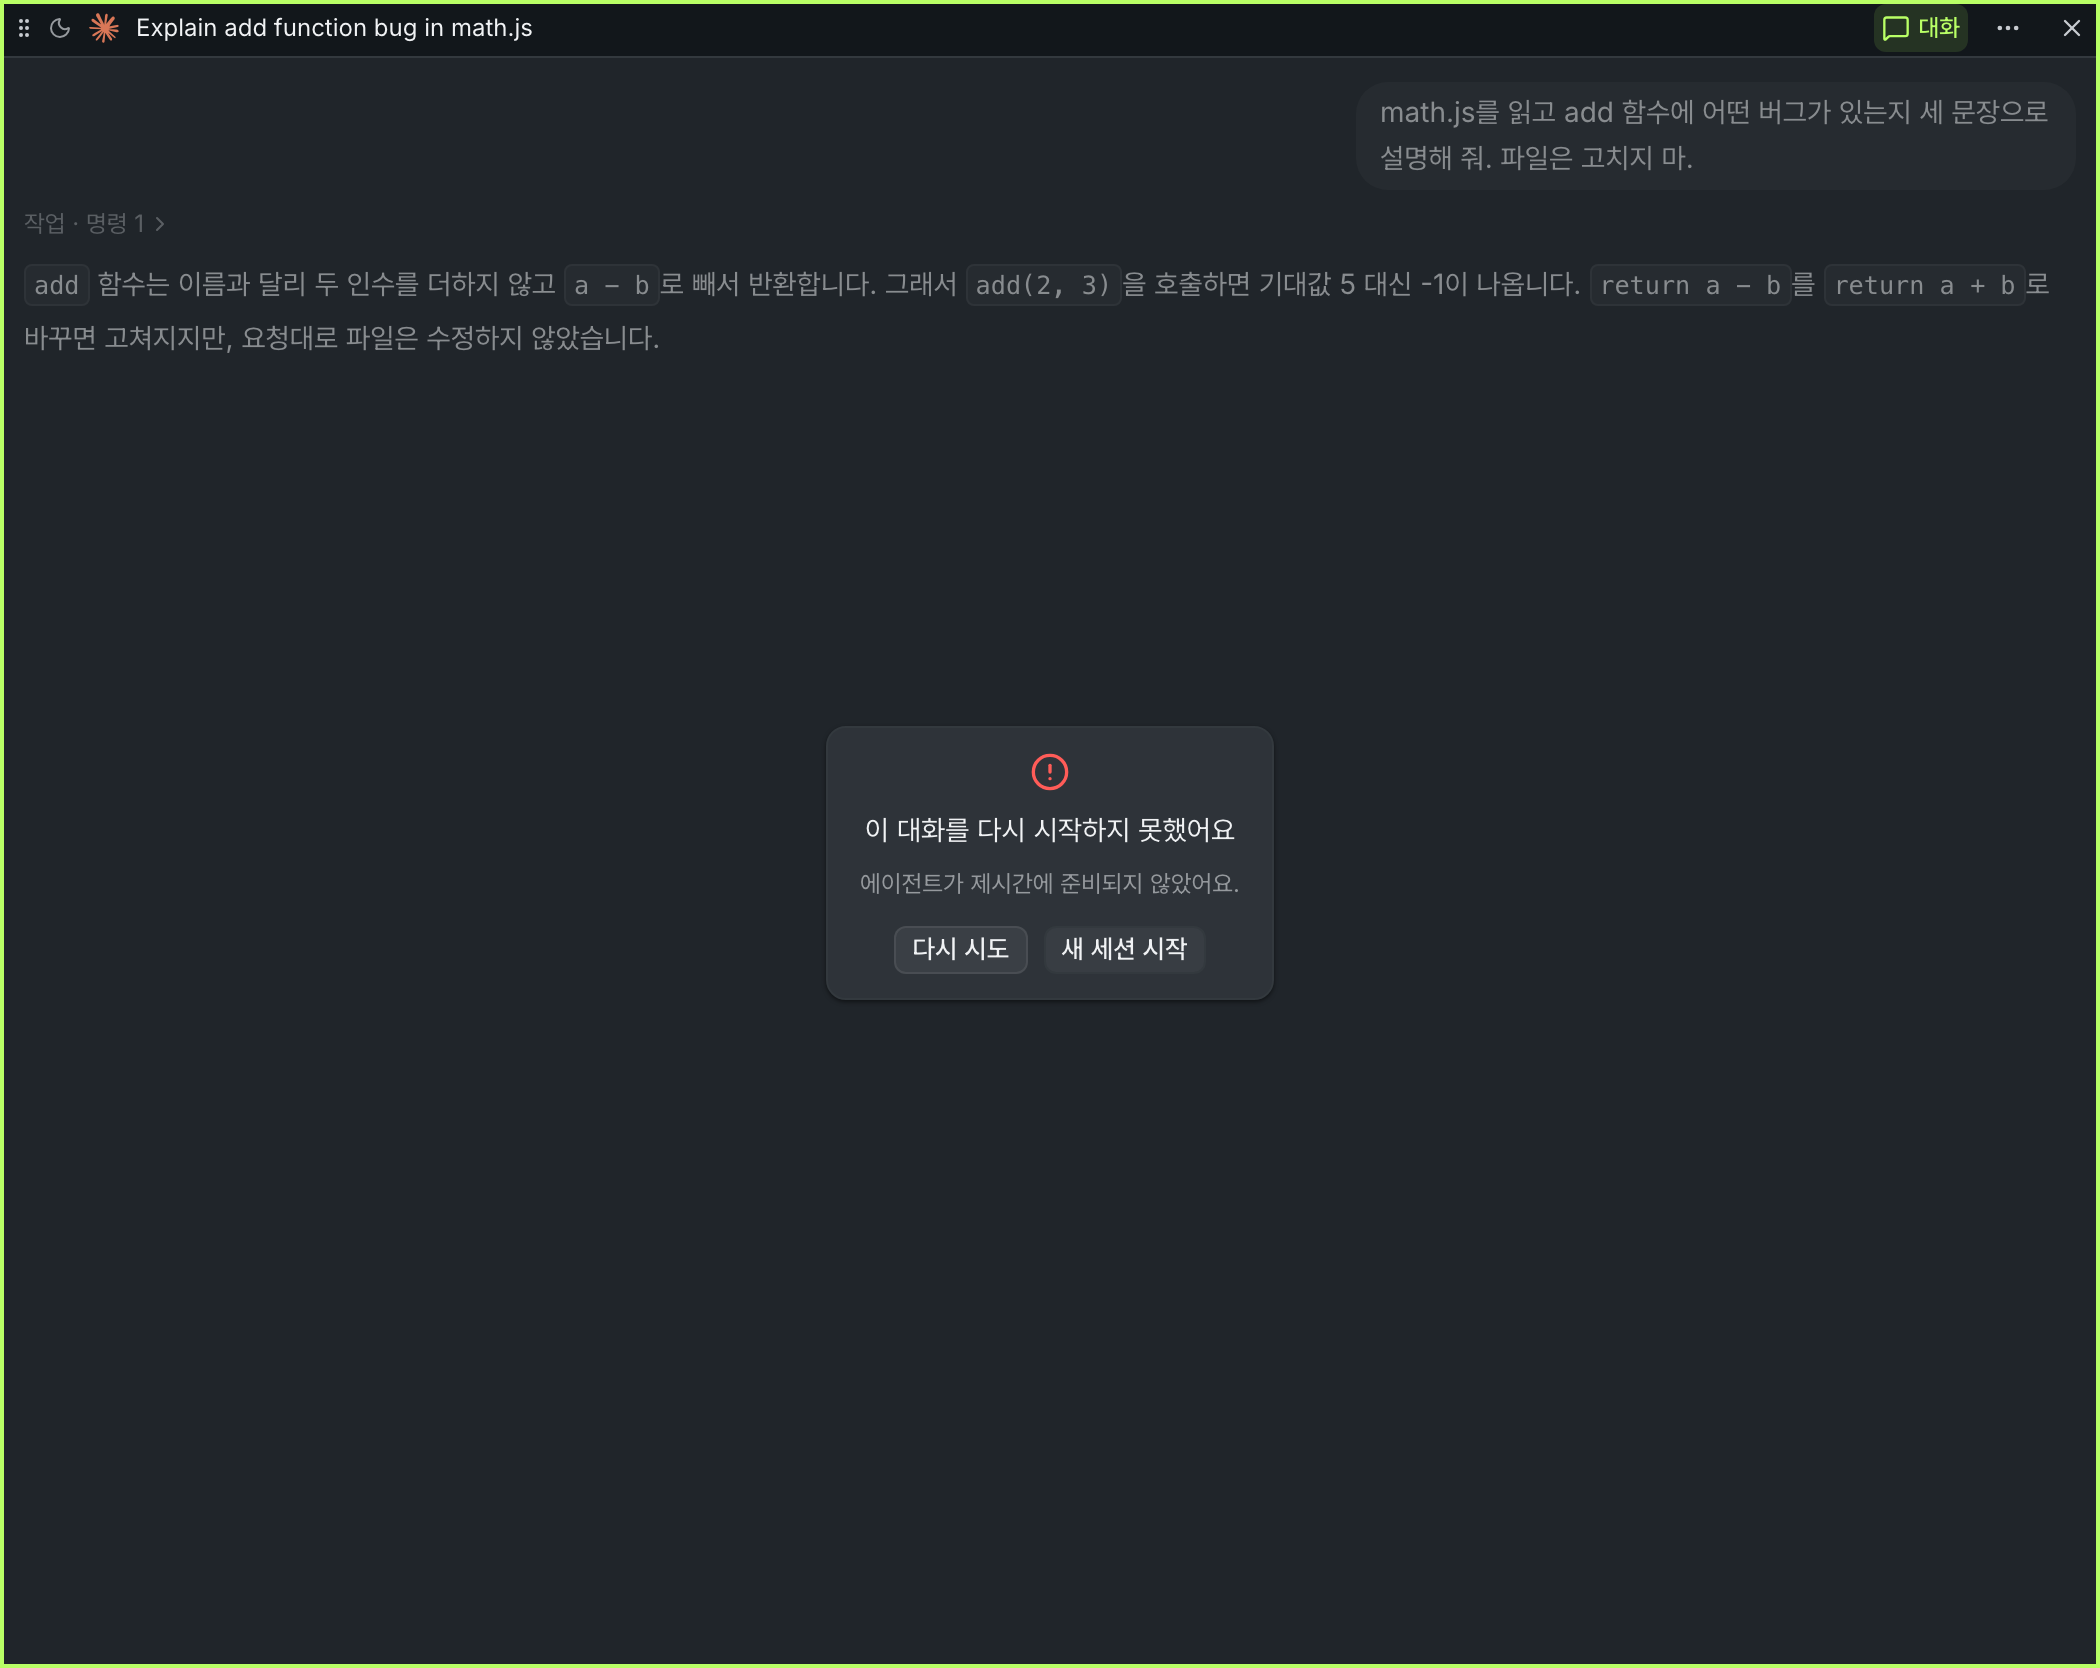 Explain add function bug in math.js
대화
math.js를 읽고 add 함수에 어떤 버그가 있는지 세 문장으로
설명해 줘. 파일은 고치지 마.
작업 · 명령 1
add 함수는 이름과 달리 두 인수를 더하지 않고 a − b로 빼서 반환합니다. 그래서 add(2, 3)을 호출하면 기대값 5 대신 -1이 나옵니다. return a − b를 return a + b로
바꾸면 고쳐지지만, 요청대로 파일은 수정하지 않았습니다.
이 대화를 다시 시작하지 못했어요
에이전트가 제시간에 준비되지 않았어요.
다시 시도
새 세션 시작